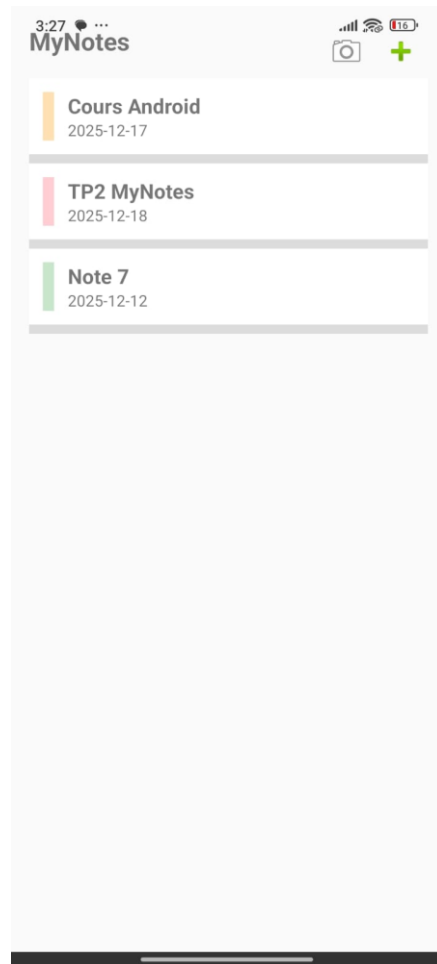 3:27 ...
16
MyNotes
Cours Android
2025-12-17
TP2 MyNotes
2025-12-18
Note 7
2025-12-12